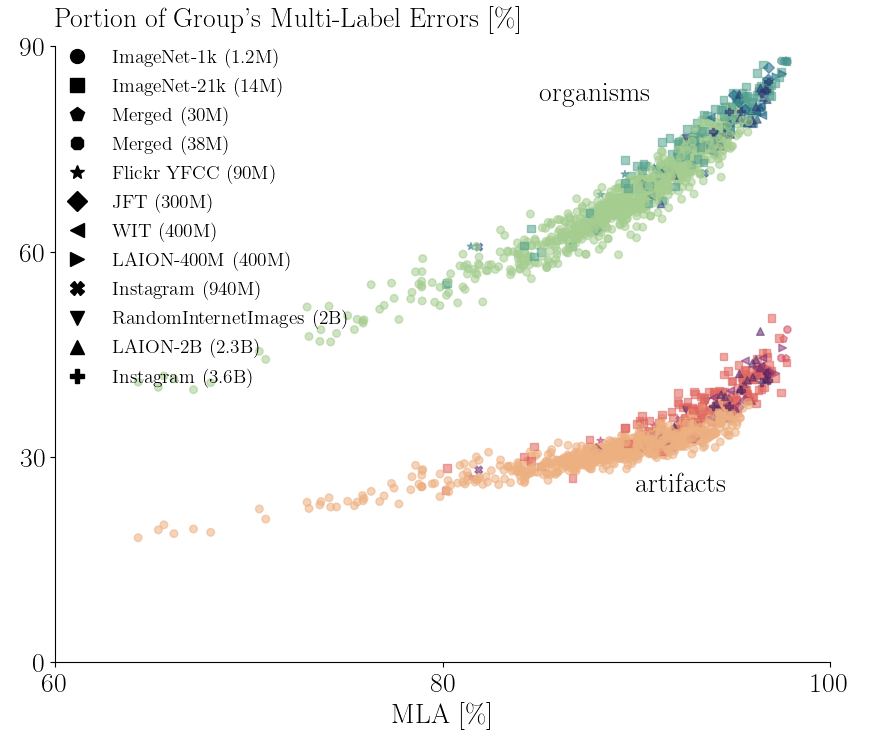 Portion of Group's Multi-Label Errors [%]
90
ImageNet-1k (1.2M)
ImageNet-21k (14M)
organisms
Merged (30M)
Merged (38M)
Flickr YFCC (90M)
JFT (300M)
WIT (400M)
60
LAION-400M (400M)
Instagram (940M)
RandomInternetImages (2B)
LAION-2B (2.3B)
Instagram (3.6B)
30
artifacts
0
60 80 100
MLA [%]